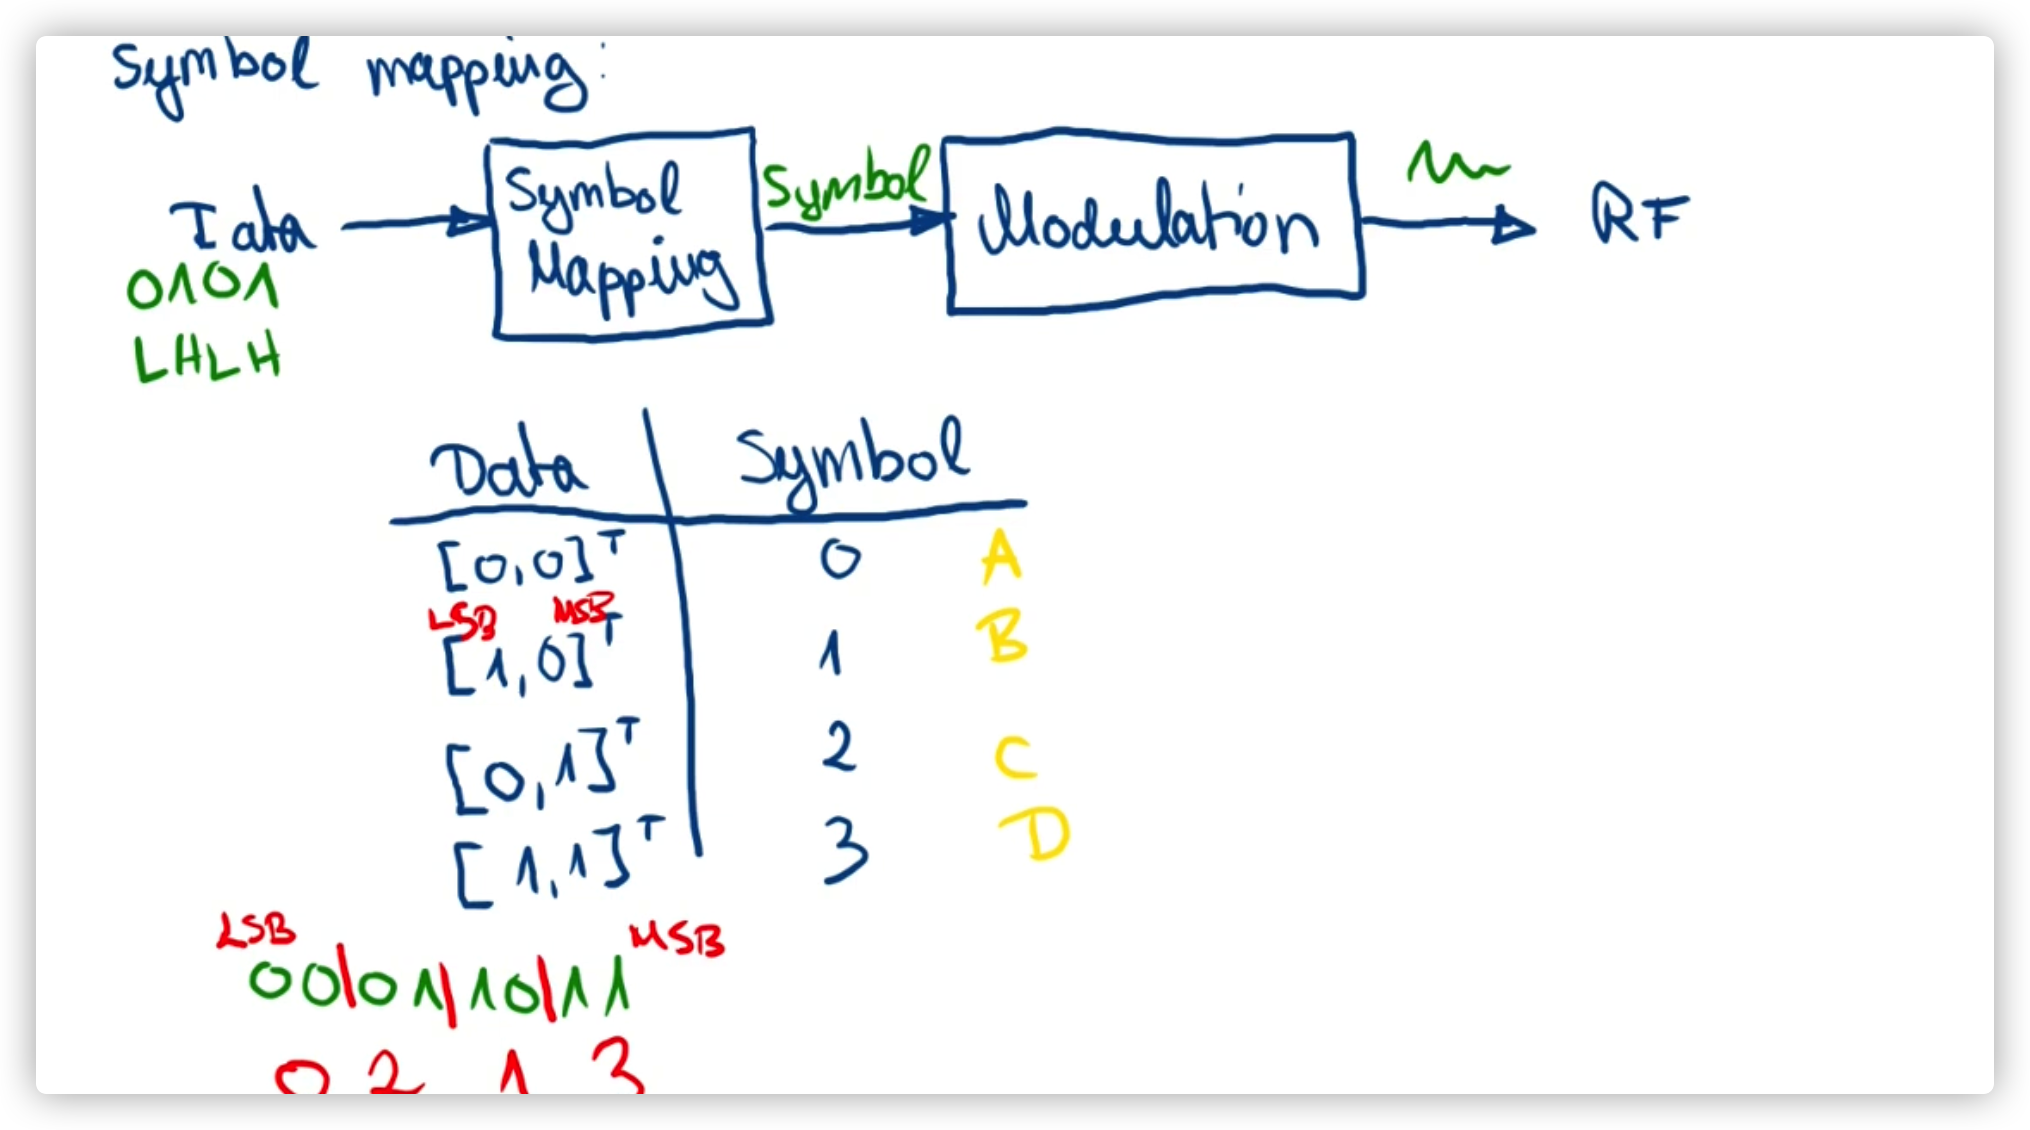 Symbol mapping:
Data → Symbol Mapping → Symbol → Modulation → RF
0101
LHLH
Data | Symbol
[0,0]ᵀ 0 A
LSB MSB
[1,0]ᵀ 1 B
[0,1]ᵀ 2 C
[1,1]ᵀ 3 D
LSB MSB
00|01|10|11
0 2 1 3